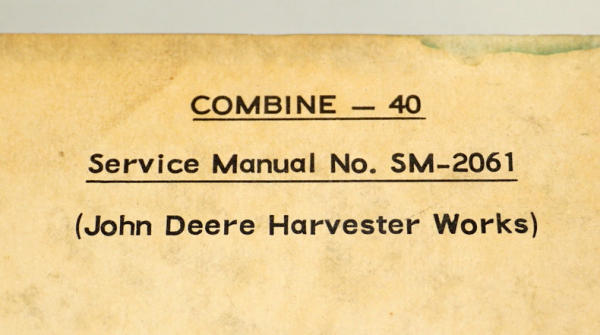 COMBINE — 40
Service Manual No. SM-2061
(John Deere Harvester Works)